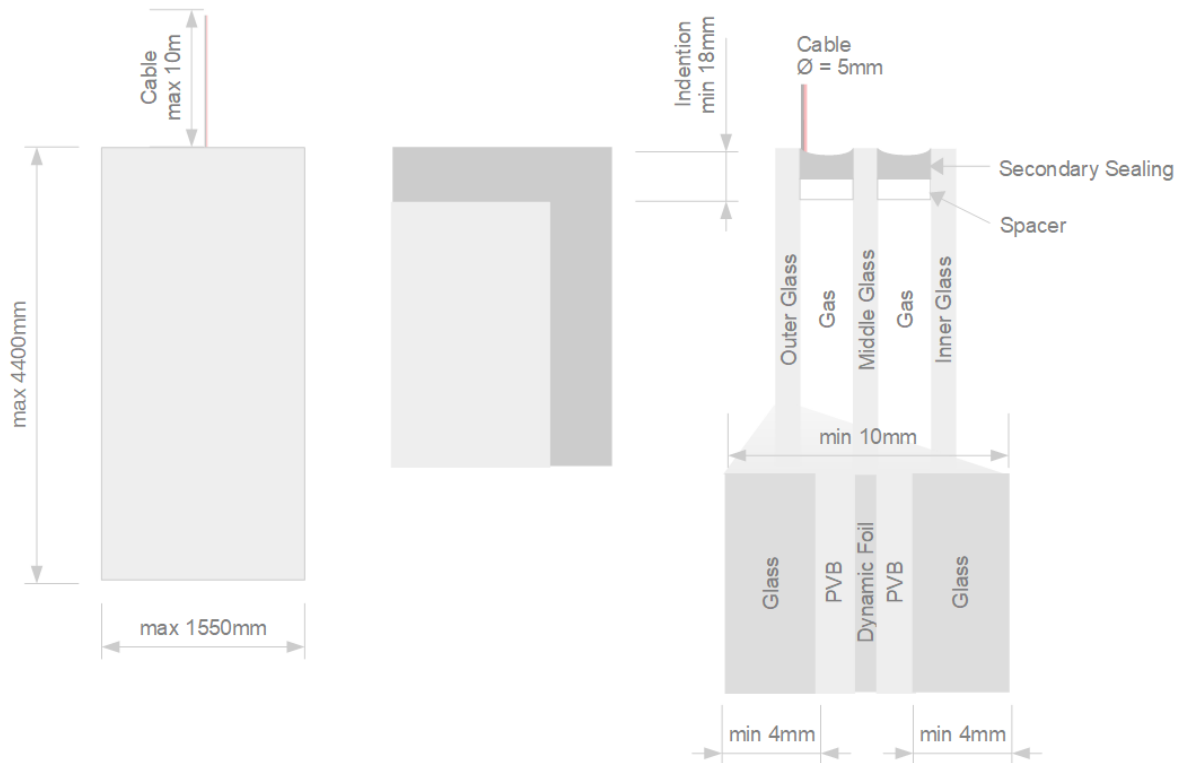 Cable
max 10m
max 4400mm
max 1550mm
Indention
min 18mm
Cable
Ø = 5mm
Secondary Sealing
Spacer
Outer Glass
Gas
Middle Glass
Gas
Inner Glass
min 10mm
Glass
PVB
Dynamic Foil
PVB
Glass
min 4mm
min 4mm